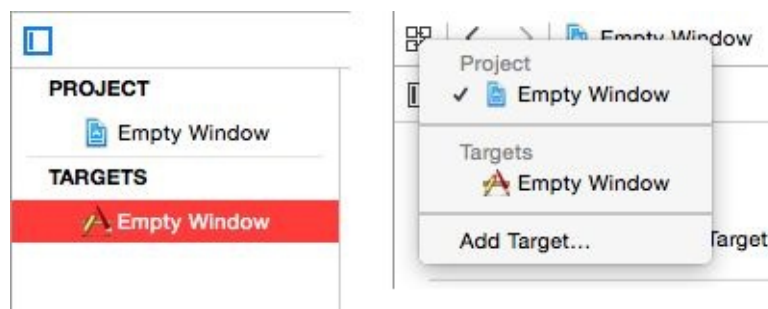 PROJECT
Empty Window
TARGETS
Empty Window
Empty Window
Project
✓ Empty Window
Targets
Empty Window
Add Target...
Target